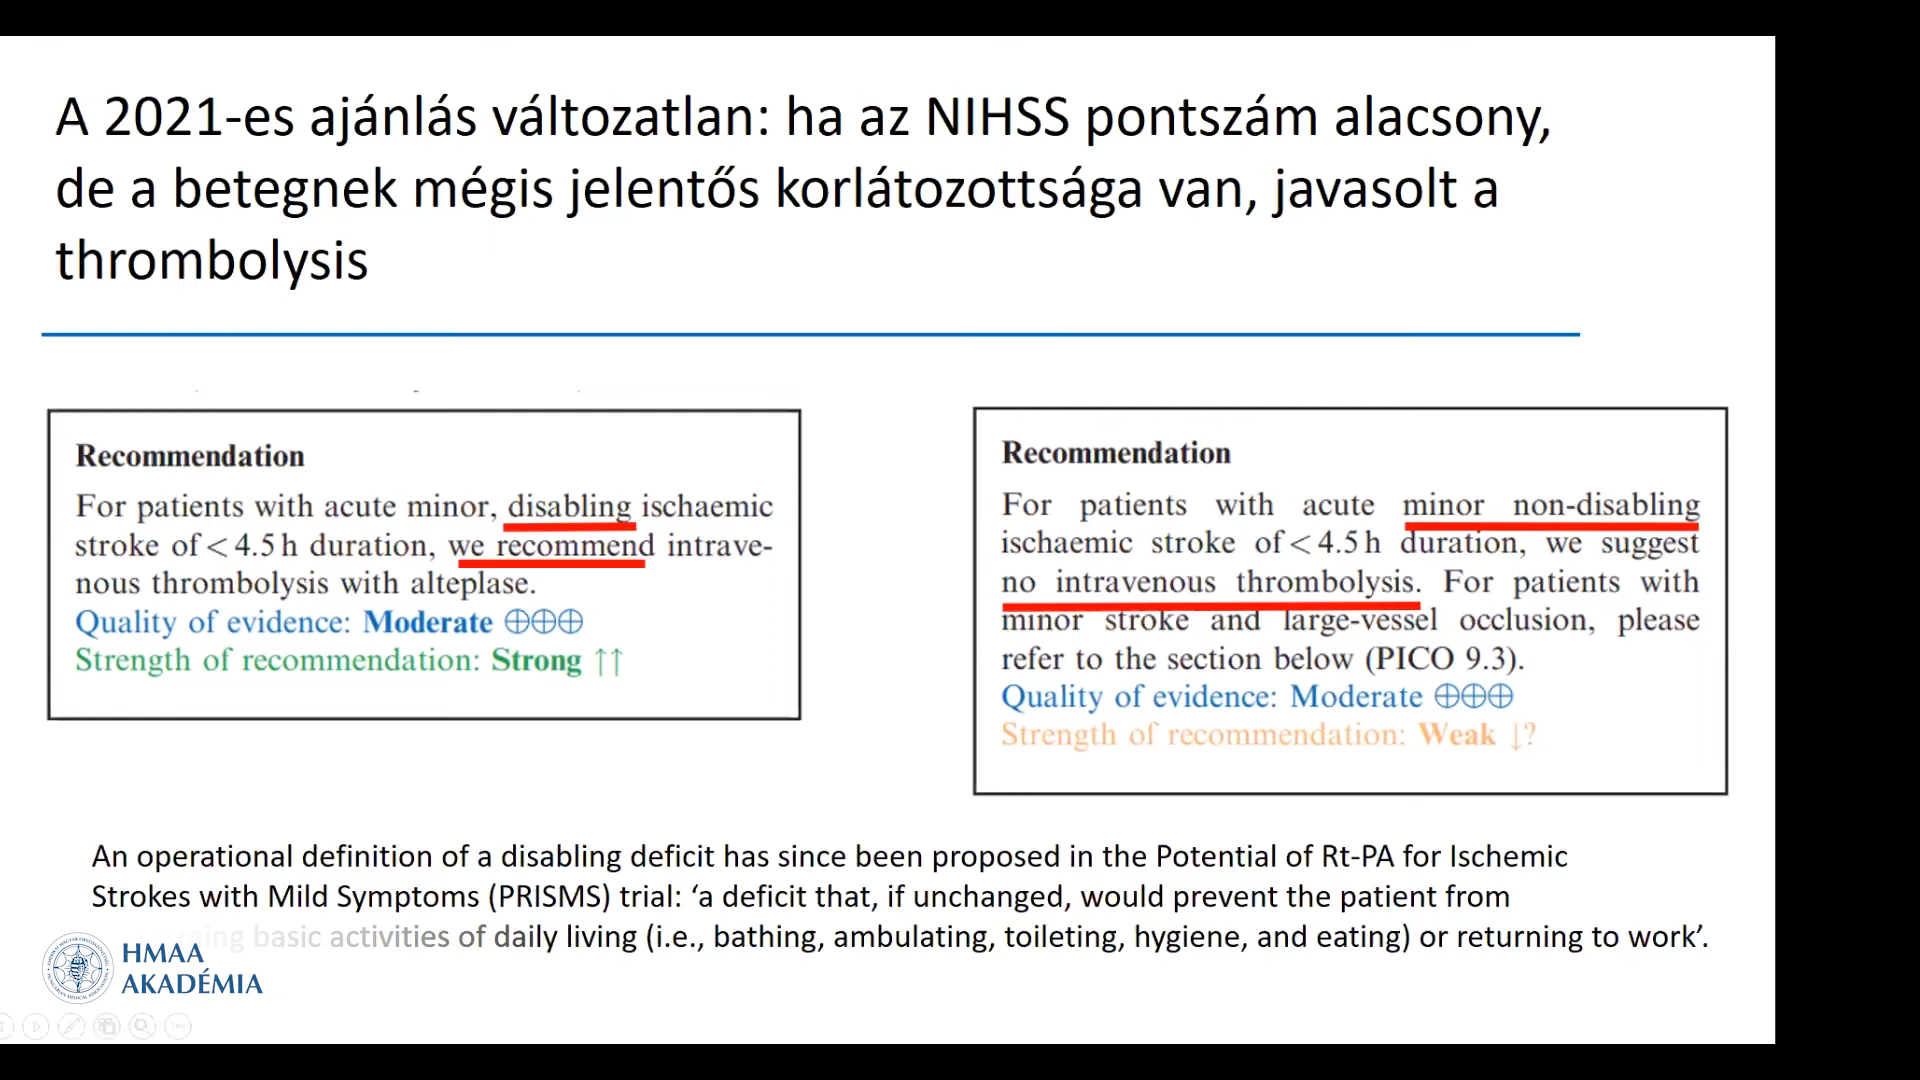 A 2021-es ajánlás változatlan: ha az NIHSS pontszám alacsony,
de a betegnek mégis jelentős korlátozottsága van, javasolt a
thrombolysis
Recommendation
For patients with acute minor, disabling ischaemic
stroke of < 4.5 h duration, we recommend intrave-
nous thrombolysis with alteplase.
Quality of evidence: Moderate ⊕⊕⊕
Strength of recommendation: Strong ↑↑
Recommendation
For patients with acute minor non-disabling
ischaemic stroke of < 4.5 h duration, we suggest
no intravenous thrombolysis. For patients with
minor stroke and large-vessel occlusion, please
refer to the section below (PICO 9.3).
Quality of evidence: Moderate ⊕⊕⊕
Strength of recommendation: Weak ↓?
An operational definition of a disabling deficit has since been proposed in the Potential of Rt-PA for Ischemic
Strokes with Mild Symptoms (PRISMS) trial: ‘a deficit that, if unchanged, would prevent the patient from
basic activities of daily living (i.e., bathing, ambulating, toileting, hygiene, and eating) or returning to work’.
HMAA
AKADÉMIA